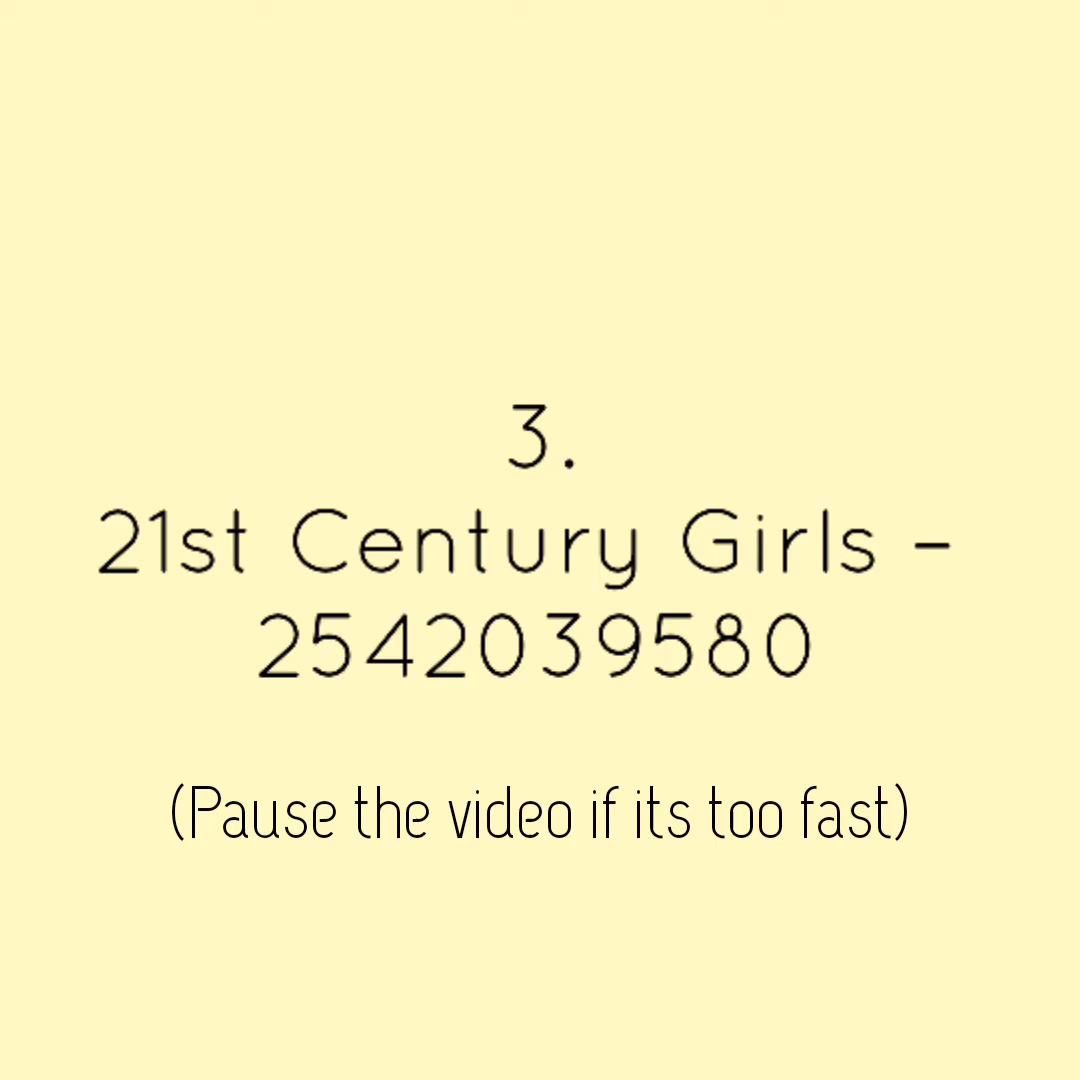 3.
21st Century Girls -
2542039580
(Pause the video if its too fast)